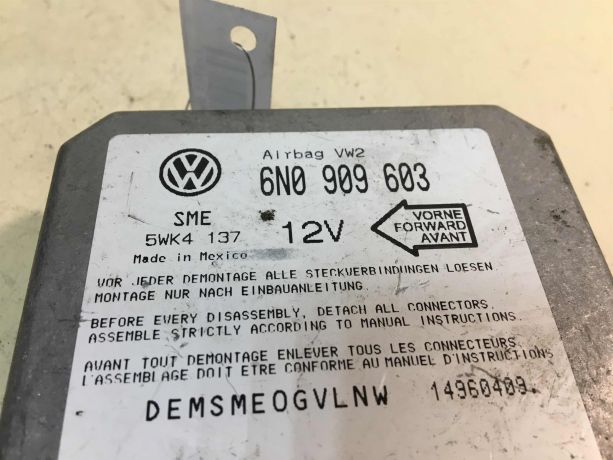 Airbag VW2
6N0 909 603
SME
5WK4 137
Made in Mexico
12V
VORNE
FORWARD
AVANT
VOR JEDER DEMONTAGE ALLE STECKVERBINDUNGEN LOESEN
MONTAGE NUR NACH EINBAUANLEITUNG.
BEFORE EVERY DISASSEMBLY, DETACH ALL CONNECTORS.
ASSEMBLE STRICTLY ACCORDING TO MANUAL INSTRUCTIONS.
AVANT TOUT DEMONTAGE ENLEVER TOUS LES CONNECTEURS.
L'ASSEMBLAGE DOIT ETRE CONFORME AU MANUEL D'INSTRUCTIONS
DEMSMEOGVLNW
14960409.